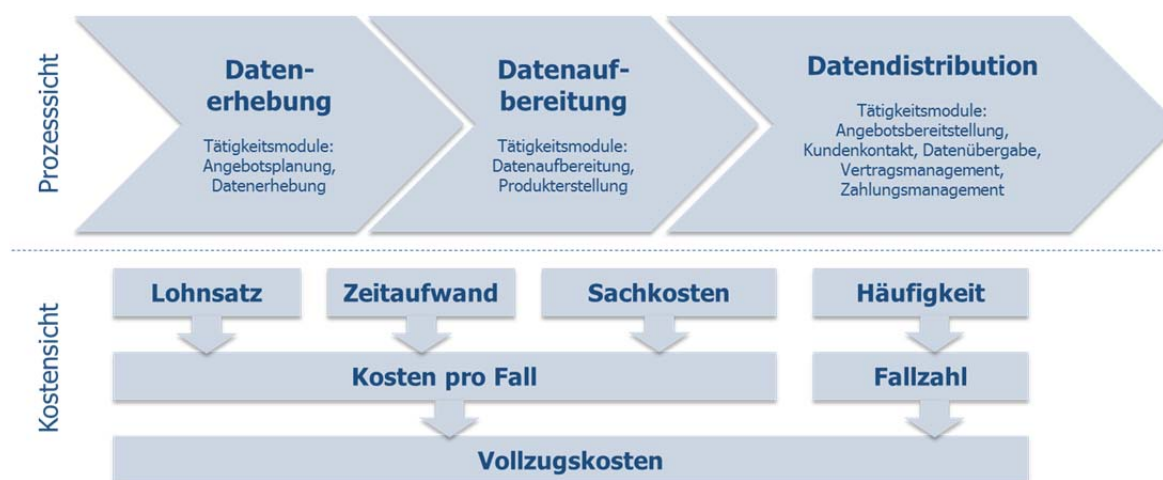 Prozesssicht
Daten-
erhebung
Tätigkeitsmodule:
Angebotsplanung,
Datenerhebung
Datenauf-
bereitung
Tätigkeitsmodule:
Datenaufbereitung,
Produkterstellung
Datendistribution
Tätigkeitsmodule:
Angebotsbereitstellung,
Kundenkontakt, Datenübergabe,
Vertragsmanagement,
Zahlungsmanagement
Kostensicht
Lohnsatz
Zeitaufwand
Sachkosten
Häufigkeit
Kosten pro Fall
Fallzahl
Vollzugskosten